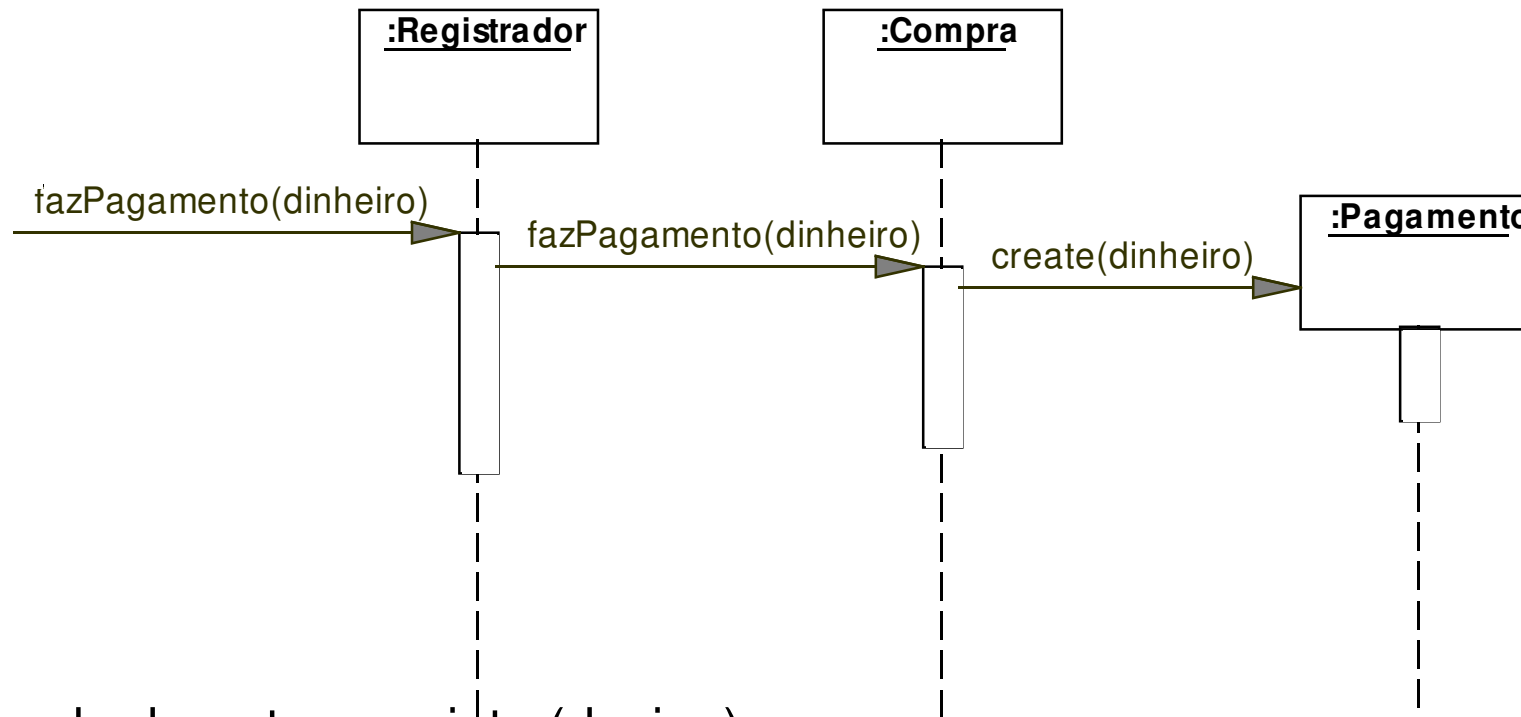 :Registrador
:Compra
fazPagamento(dinheiro)
:Pagamento
fazPagamento(dinheiro)
create(dinheiro)